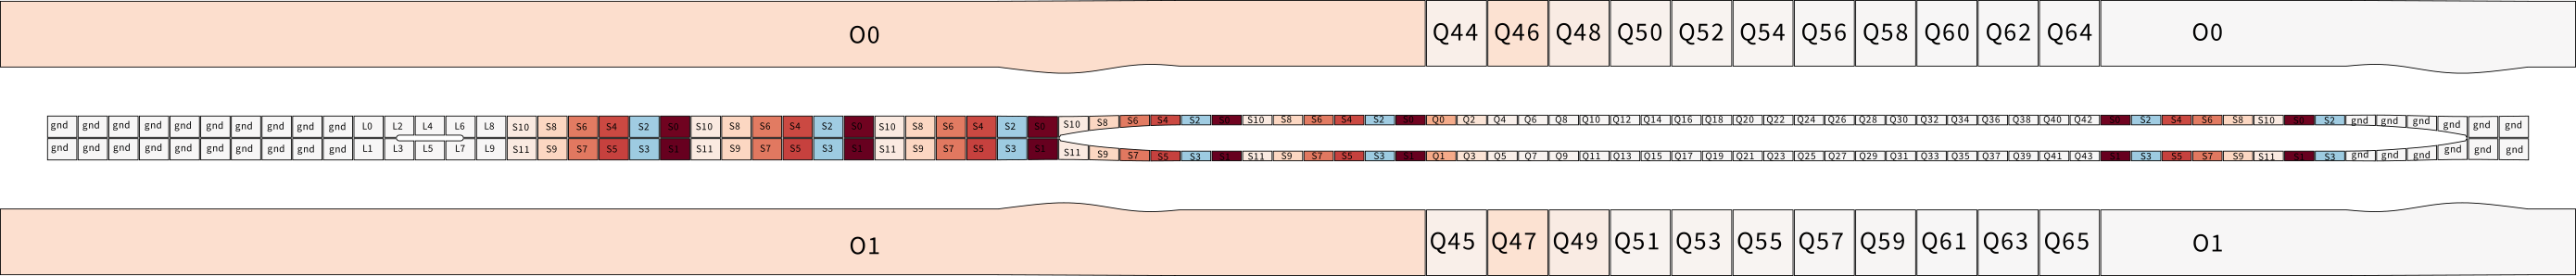 O0 Q44 Q46 Q48 Q50 Q52 Q54 Q56 Q58 Q60 Q62 Q64 O0
gnd gnd gnd gnd gnd gnd gnd gnd gnd gnd L0 L2 L4 L6 L8 S10 S8 S6 S4 S2 S0 S10 S8 S6 S4 S2 S0 S10 S8 S6 S4 S2 S0 S10 S8 S6 S4 S2 S0 S10 S8 S6 S4 S2 S0 Q0 Q2 Q4 Q6 Q8 Q10 Q12 Q14 Q16 Q18 Q20 Q22 Q24 Q26 Q28 Q30 Q32 Q34 Q36 Q38 Q40 Q42 S0 S2 S4 S6 S8 S10 S0 S2 gnd gnd gnd gnd gnd gnd
gnd gnd gnd gnd gnd gnd gnd gnd gnd gnd L1 L3 L5 L7 L9 S11 S9 S7 S5 S3 S1 S11 S9 S7 S5 S3 S1 S11 S9 S7 S5 S3 S1 S11 S9 S7 S5 S3 S1 S11 S9 S7 S5 S3 S1 Q1 Q3 Q5 Q7 Q9 Q11 Q13 Q15 Q17 Q19 Q21 Q23 Q25 Q27 Q29 Q31 Q33 Q35 Q37 Q39 Q41 Q43 S1 S3 S5 S7 S9 S11 S1 S3 gnd gnd gnd gnd gnd gnd
O1 Q45 Q47 Q49 Q51 Q53 Q55 Q57 Q59 Q61 Q63 Q65 O1